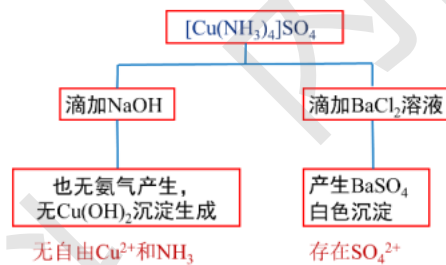 [Cu(NH₃)₄]SO₄
滴加NaOH
滴加BaCl₂溶液
也无氨气产生，
无Cu(OH)₂沉淀生成
产生BaSO₄
白色沉淀
无自由Cu²⁺和NH₃
存在SO₄²⁺